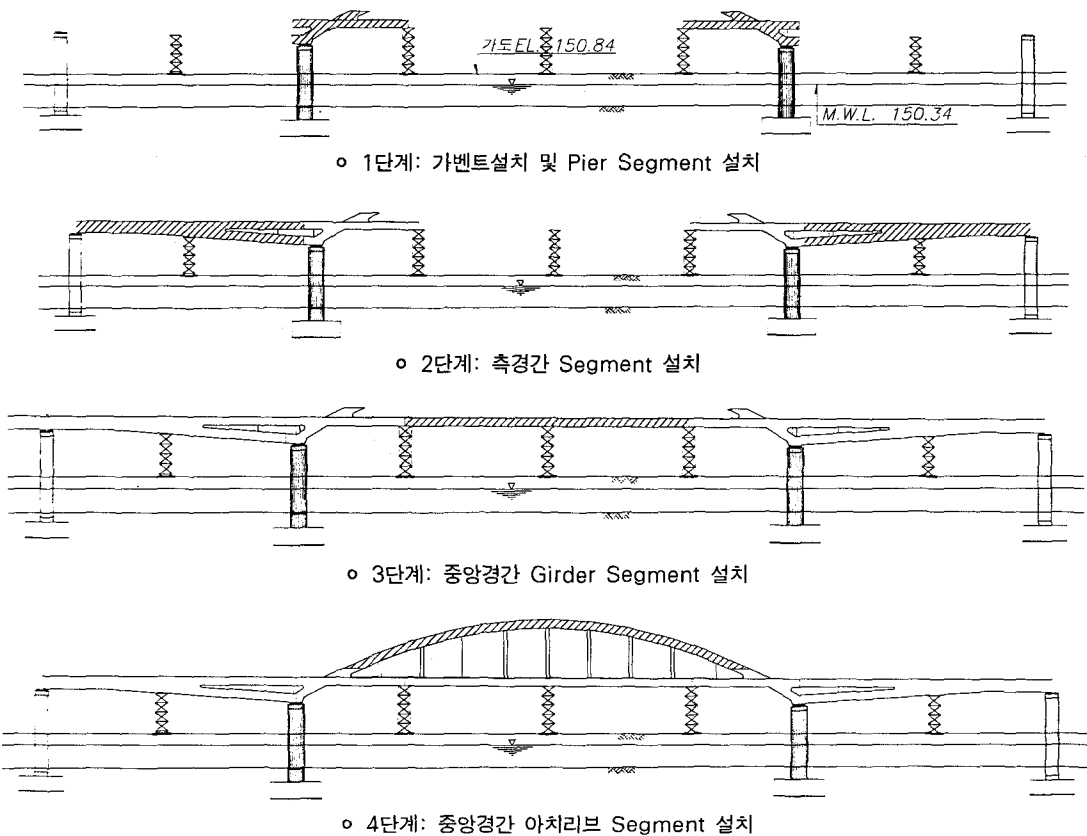 가도EL. 150.84
M.W.L. 150.34
o 1단계: 가벤트설치 및 Pier Segment 설치
o 2단계: 측경간 Segment 설치
o 3단계: 중앙경간 Girder Segment 설치
o 4단계: 중앙경간 아치리브 Segment 설치